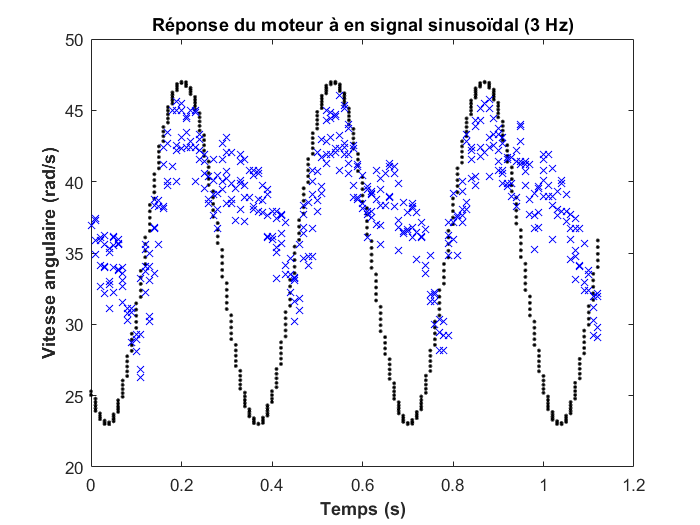 Réponse du moteur à en signal sinusoïdal (3 Hz)
50
45
40
35
30
25
20
Vitesse angulaire (rad/s)
0 0.2 0.4 0.6 0.8 1 1.2
Temps (s)